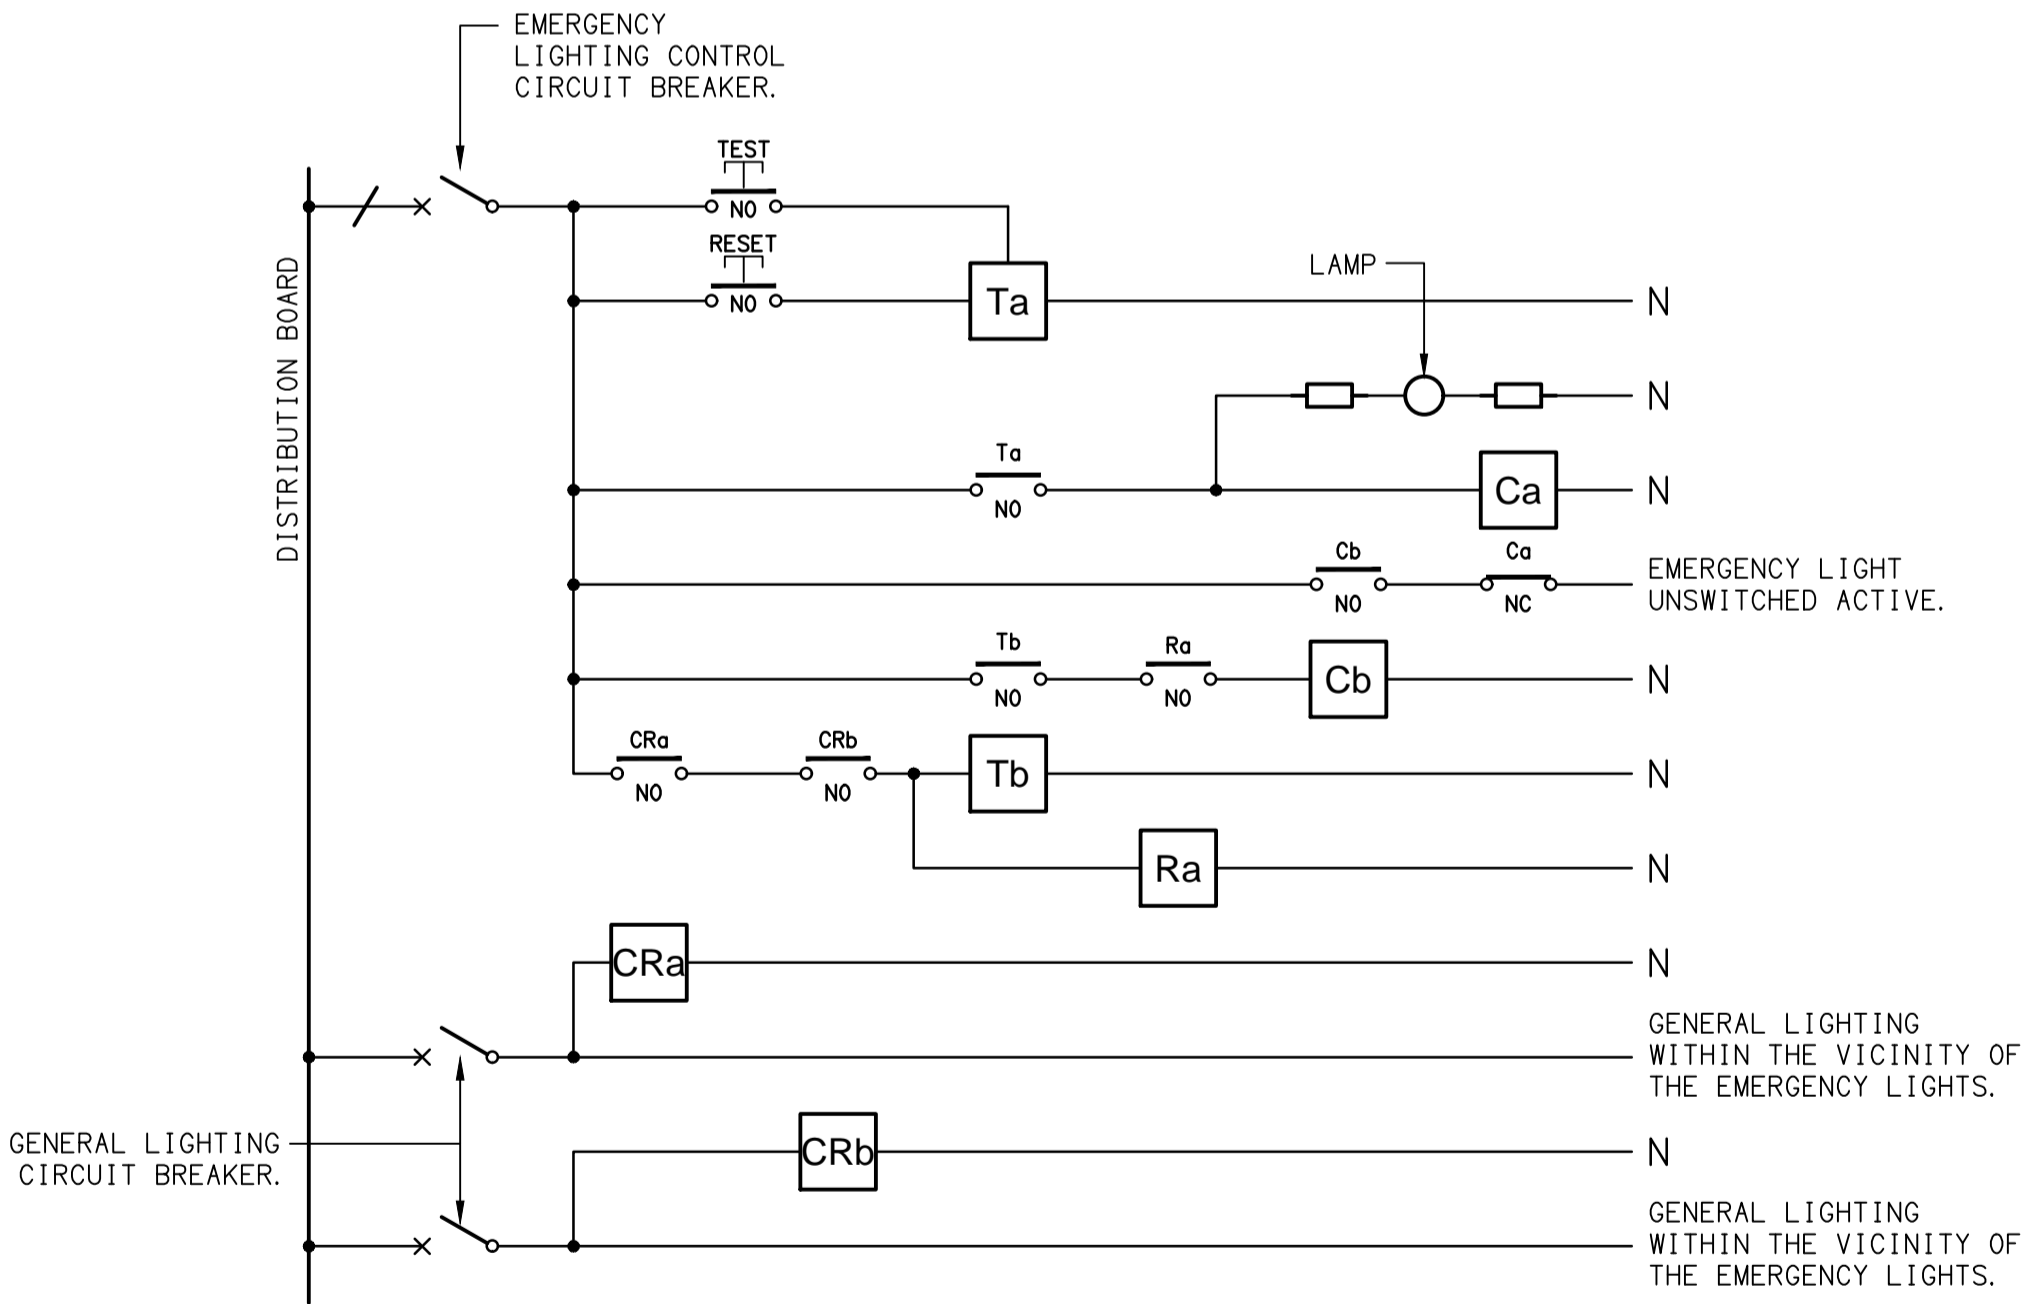 EMERGENCY
LIGHTING CONTROL
CIRCUIT BREAKER.
TEST
NO
RESET
NO
Ta
N
LAMP
N
DISTRIBUTION BOARD
Ta
NO
Ca
N
Cb
NO
Ca
NC
EMERGENCY LIGHT
UNSWITCHED ACTIVE.
Tb
NO
Ra
NO
Cb
N
CRa
NO
CRb
NO
Tb
N
Ra
N
CRa
N
GENERAL LIGHTING
WITHIN THE VICINITY OF
THE EMERGENCY LIGHTS.
GENERAL LIGHTING
CIRCUIT BREAKER.
CRb
N
GENERAL LIGHTING
WITHIN THE VICINITY OF
THE EMERGENCY LIGHTS.